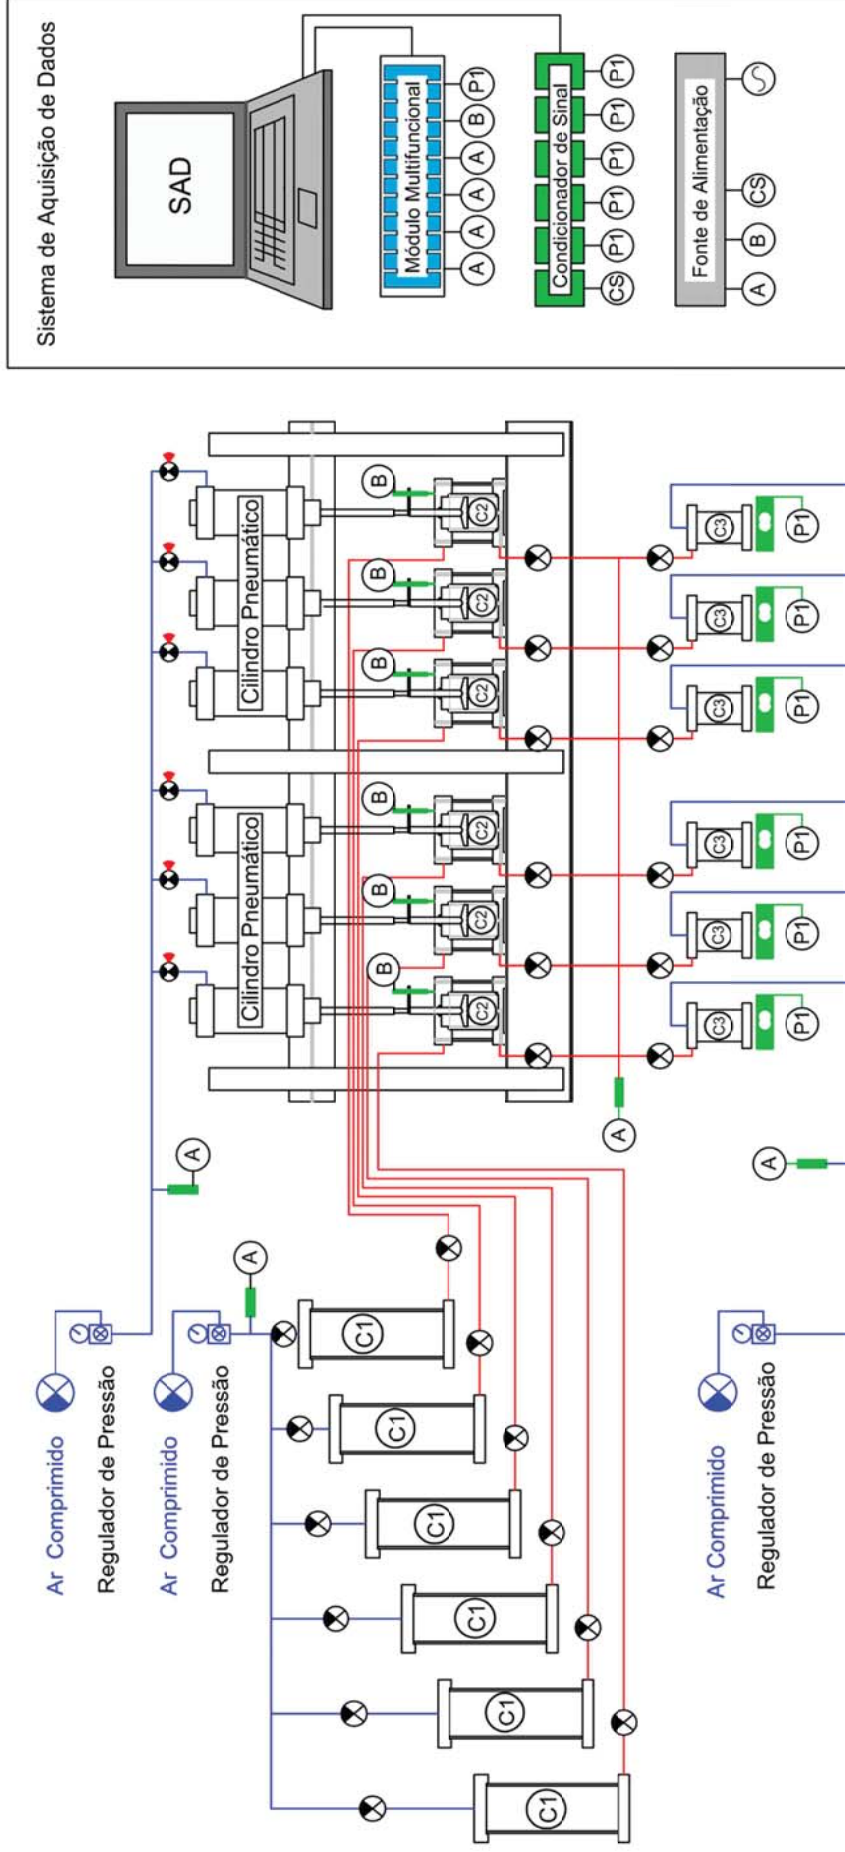 Ar Comprimido
Regulador de Pressão
Ar Comprimido
Regulador de Pressão
A
A
C1
C1
C1
C1
C1
C1
Cilindro Pneumático
Cilindro Pneumático
B B B B B B
C2 C2 C2 C2 C2 C2
A
Ar Comprimido
Regulador de Pressão
A
C3 C3 C3 C3 C3 C3
P1 P1 P1 P1 P1 P1
Sistema de Aquisição de Dados
SAD
Módulo Multifuncional
A A A A B P1
Condicionador de Sinal
CS P1 P1 P1 P1 P1
Fonte de Alimentação
A B CS